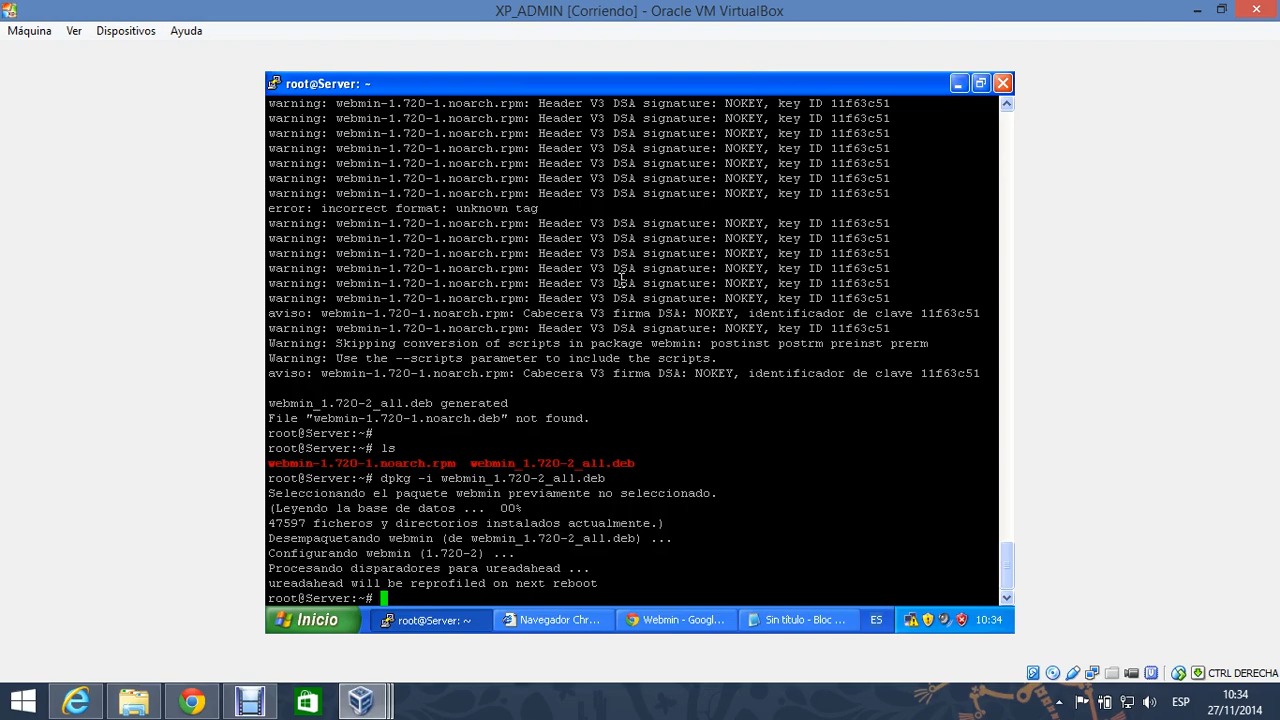 XP_ADMIN [Corriendo] - Oracle VM VirtualBox
Máquina Ver Dispositivos Ayuda
root@Server: ~
warning: webmin-1.720-1.noarch.rpm: Header V3 DSA signature: NOKEY, key ID 11f63c51
warning: webmin-1.720-1.noarch.rpm: Header V3 DSA signature: NOKEY, key ID 11f63c51
warning: webmin-1.720-1.noarch.rpm: Header V3 DSA signature: NOKEY, key ID 11f63c51
warning: webmin-1.720-1.noarch.rpm: Header V3 DSA signature: NOKEY, key ID 11f63c51
warning: webmin-1.720-1.noarch.rpm: Header V3 DSA signature: NOKEY, key ID 11f63c51
warning: webmin-1.720-1.noarch.rpm: Header V3 DSA signature: NOKEY, key ID 11f63c51
warning: webmin-1.720-1.noarch.rpm: Header V3 DSA signature: NOKEY, key ID 11f63c51
error: incorrect format: unknown tag
warning: webmin-1.720-1.noarch.rpm: Header V3 DSA signature: NOKEY, key ID 11f63c51
warning: webmin-1.720-1.noarch.rpm: Header V3 DSA signature: NOKEY, key ID 11f63c51
warning: webmin-1.720-1.noarch.rpm: Header V3 DSA signature: NOKEY, key ID 11f63c51
warning: webmin-1.720-1.noarch.rpm: Header V3 DSA signature: NOKEY, key ID 11f63c51
warning: webmin-1.720-1.noarch.rpm: Header V3 DSA signature: NOKEY, key ID 11f63c51
warning: webmin-1.720-1.noarch.rpm: Header V3 DSA signature: NOKEY, key ID 11f63c51
aviso: webmin-1.720-1.noarch.rpm: Cabecera V3 firma DSA: NOKEY, identificador de clave 11f63c51
warning: webmin-1.720-1.noarch.rpm: Header V3 DSA signature: NOKEY, key ID 11f63c51
Warning: Skipping conversion of scripts in package webmin: postinst postrm preinst prerm
Warning: Use the --scripts parameter to include the scripts.
aviso: webmin-1.720-1.noarch.rpm: Cabecera V3 firma DSA: NOKEY, identificador de clave 11f63c51
webmin_1.720-2_all.deb generated
File "webmin-1.720-1.noarch.deb" not found.
root@Server:~#
root@Server:~# ls
webmin-1.720-1.noarch.rpm webmin_1.720-2_all.deb
root@Server:~# dpkg -i webmin_1.720-2_all.deb
Seleccionando el paquete webmin previamente no seleccionado.
(Leyendo la base de datos ... 00%
47597 ficheros y directorios instalados actualmente.)
Desempaquetando webmin (de webmin_1.720-2_all.deb) ...
Configurando webmin (1.720-2) ...
Procesando disparadores para ureadahead ...
ureadahead will be reprofiled on next reboot
root@Server:~#
Inicio root@Server: ~ Navegador Chr... Webmin - Googl... Sin título - Bloc ... ES 10:34
CTRL DERECHA
ESP 10:34
27/11/2014